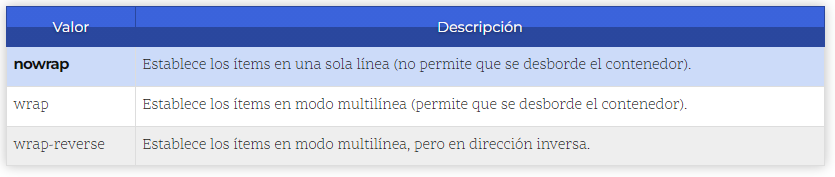 Valor Descripción
nowrap Establece los ítems en una sola línea (no permite que se desborde el contenedor).
wrap Establece los ítems en modo multilínea (permite que se desborde el contenedor).
wrap-reverse Establece los ítems en modo multilínea, pero en dirección inversa.